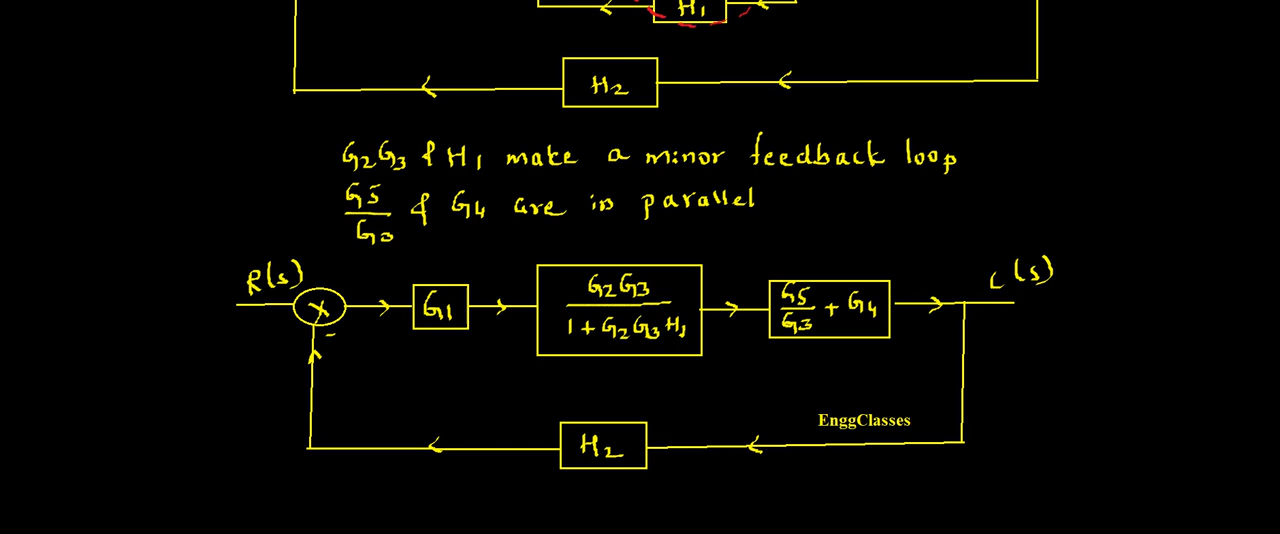 H1
H2
G2G3 & H1 make a minor feedback loop
G5/G3 & G4 are in parallel
R(s)
C(s)
X
-
G1
G2G3
1+G2G3H1
G5/G3 + G4
EnggClasses
H2